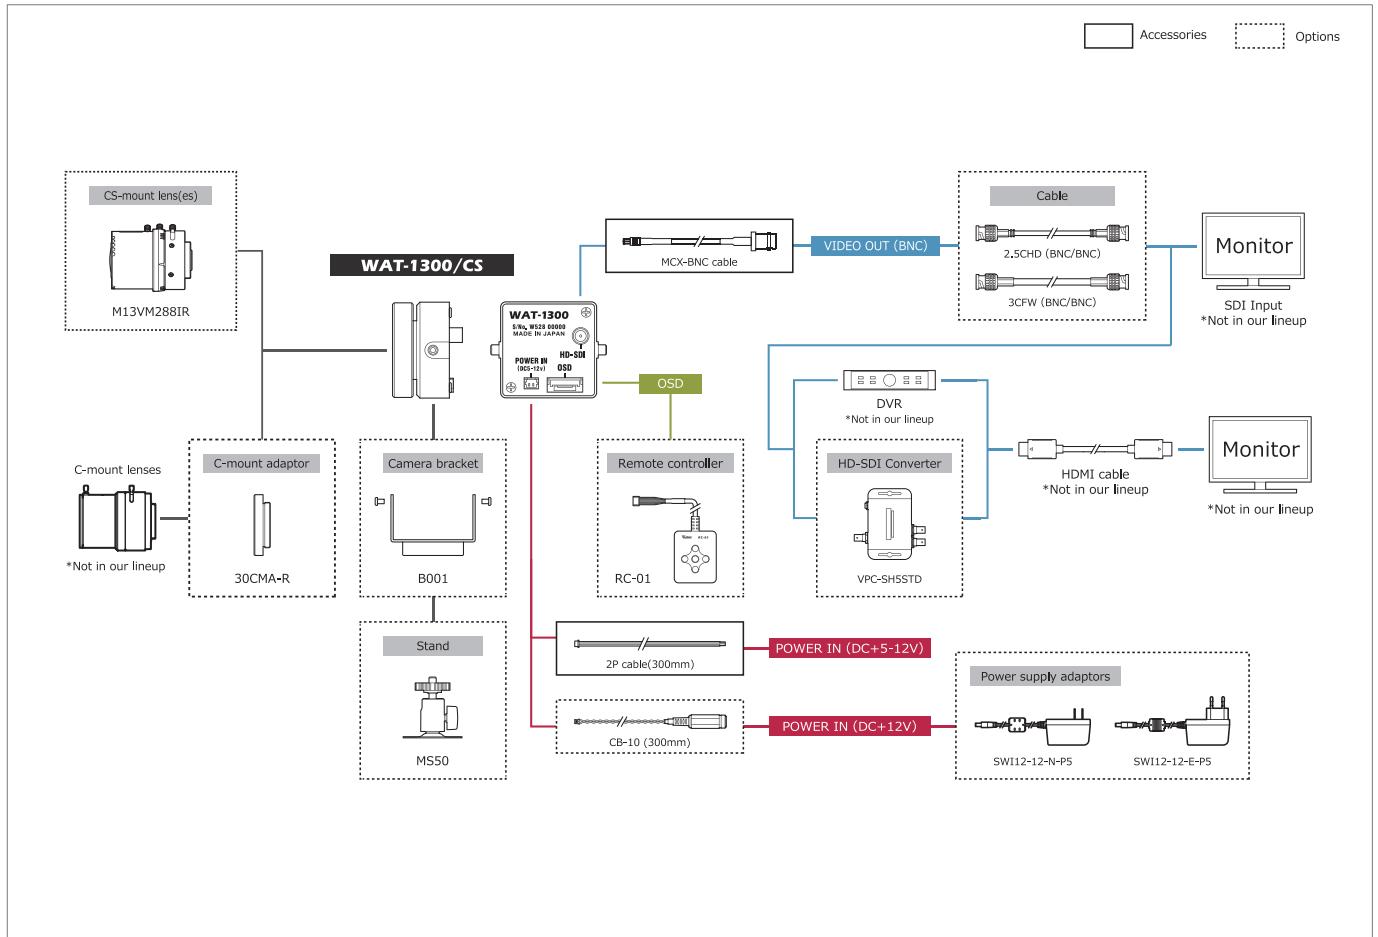 Accessories
Options
CS-mount lens(es)
M13VM288IR
WAT-1300/CS
WAT-1300
S/No. W528 00000
MADE IN JAPAN
HD-SDI
POWER IN
(DC5-12v)
OSD
MCX-BNC cable
VIDEO OUT (BNC)
Cable
2.5CHD (BNC/BNC)
3CFW (BNC/BNC)
Monitor
SDI Input
*Not in our lineup
OSD
DVR
*Not in our lineup
C-mount lenses
*Not in our lineup
C-mount adaptor
30CMA-R
Camera bracket
B001
Remote controller
RC-01
HD-SDI Converter
VPC-SH5STD
HDMI cable
*Not in our lineup
Monitor
*Not in our lineup
Stand
MS50
2P cable(300mm)
POWER IN (DC+5-12V)
CB-10 (300mm)
POWER IN (DC+12V)
Power supply adaptors
SWI12-12-N-P5
SWI12-12-E-P5